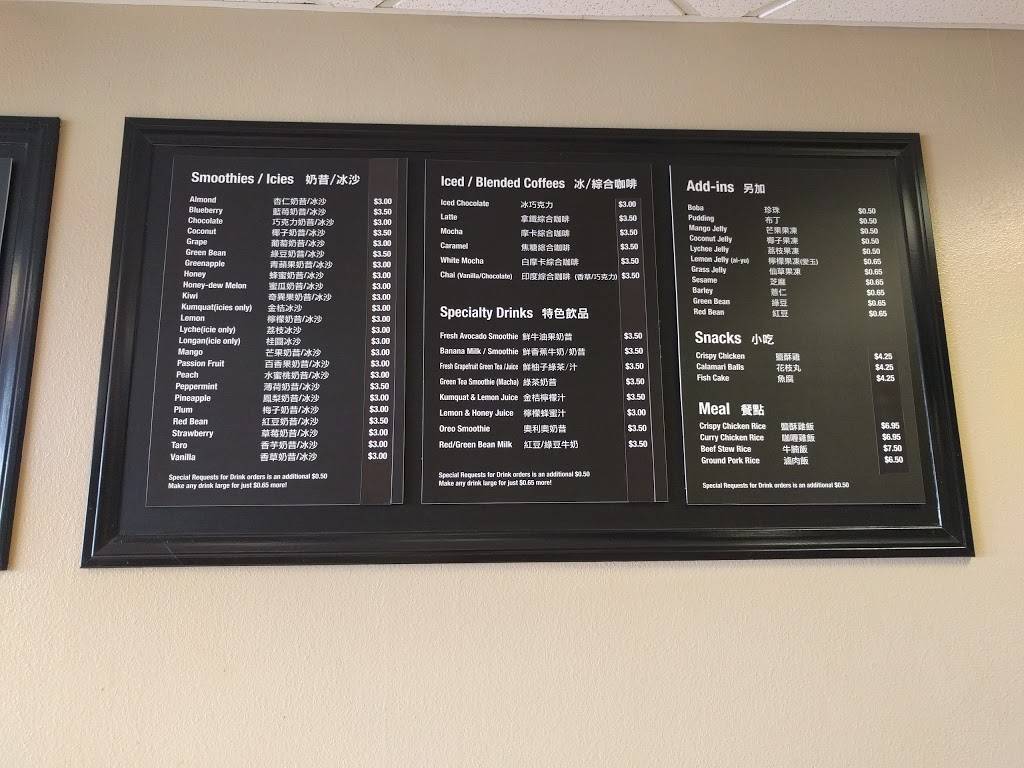 Smoothies / Icies 奶昔/冰沙
Almond 杏仁奶昔/冰沙 $3.00
Blueberry 藍莓奶昔/冰沙 $3.50
Chocolate 巧克力奶昔/冰沙 $3.00
Coconut 椰子奶昔/冰沙 $3.50
Grape 葡萄奶昔/冰沙 $3.00
Green Bean 綠豆奶昔/冰沙 $3.50
Greenapple 青蘋果奶昔/冰沙 $3.00
Honey 蜂蜜奶昔/冰沙 $3.00
Honey-dew Melon 蜜瓜奶昔/冰沙 $3.00
Kiwi 奇異果奶昔/冰沙 $3.00
Kumquat(icies only) 金桔冰沙 $3.00
Lemon 檸檬奶昔/冰沙 $3.00
Lyche(icie only) 荔枝冰沙 $3.00
Longan(icie only) 桂圓冰沙 $3.00
Mango 芒果奶昔/冰沙 $3.00
Passion Fruit 百香果奶昔/冰沙 $3.00
Peach 水蜜桃奶昔/冰沙 $3.00
Peppermint 薄荷奶昔/冰沙 $3.50
Pineapple 鳳梨奶昔/冰沙 $3.00
Plum 梅子奶昔/冰沙 $3.00
Red Bean 紅豆奶昔/冰沙 $3.50
Strawberry 草莓奶昔/冰沙 $3.00
Taro 香芋奶昔/冰沙 $3.00
Vanilla 香草奶昔/冰沙 $3.00
Special Requests for Drink orders is an additional $0.50
Make any drink large for just $0.65 more!
Iced / Blended Coffees 冰/綜合咖啡
Iced Chocolate 冰巧克力 $3.00
Latte 拿鐵綜合咖啡 $3.50
Mocha 摩卡綜合咖啡 $3.50
Caramel 焦糖綜合咖啡 $3.50
White Mocha 白摩卡綜合咖啡 $3.50
Chai (Vanilla/Chocolate) 印度綜合咖啡 (香草/巧克力) $3.50
Specialty Drinks 特色飲品
Fresh Avocado Smoothie 鮮牛油果奶昔 $3.50
Banana Milk / Smoothie 鮮香蕉牛奶/奶昔 $3.50
Fresh Grapefruit Green Tea /Juice 鮮柚子綠茶/汁 $3.50
Green Tea Smoothie (Macha) 綠茶奶昔 $3.50
Kumquat & Lemon Juice 金桔檸檬汁 $3.50
Lemon & Honey Juice 檸檬蜂蜜汁 $3.00
Oreo Smoothie 奧利奧奶昔 $3.50
Red/Green Bean Milk 紅豆/綠豆牛奶 $3.50
Special Requests for Drink orders is an additional $0.50
Make any drink large for just $0.65 more!
Add-ins 另加
Boba 珍珠 $0.50
Pudding 布丁 $0.50
Mango Jelly 芒果果凍 $0.50
Coconut Jelly 椰子果凍 $0.50
Lychee Jelly 荔枝果凍 $0.50
Lemon Jelly (ai-yu) 檸檬果凍(愛玉) $0.65
Grass Jelly 仙草果凍 $0.65
Sesame 芝麻 $0.65
Barley 薏仁 $0.65
Green Bean 綠豆 $0.65
Red Bean 紅豆 $0.65
Snacks 小吃
Crispy Chicken 鹽酥雞 $4.25
Calamari Balls 花枝丸 $4.25
Fish Cake 魚腐 $4.25
Meal 餐點
Crispy Chicken Rice 鹽酥雞飯 $6.95
Curry Chicken Rice 咖喱雞飯 $6.95
Beef Stew Rice 牛腩飯 $7.50
Ground Pork Rice 滷肉飯 $6.50
Special Requests for Drink orders is an additional $0.50